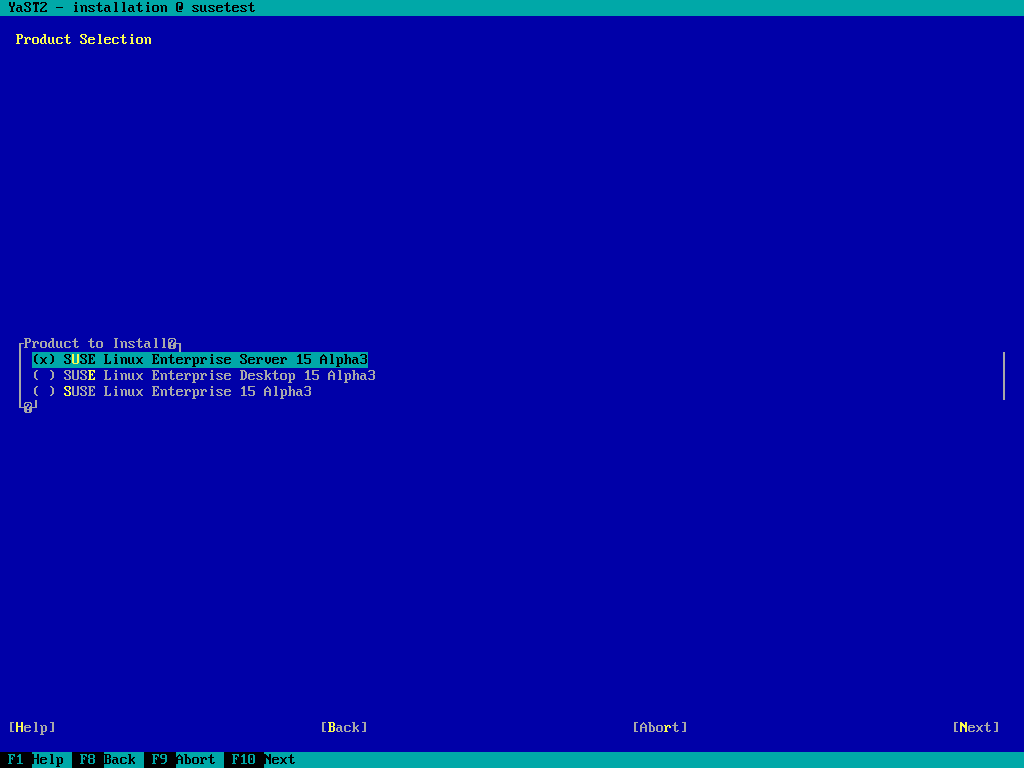 YaST2 - installation @ susetest
Product Selection
Product to Install
(x) SUSE Linux Enterprise Server 15 Alpha3
( ) SUSE Linux Enterprise Desktop 15 Alpha3
( ) SUSE Linux Enterprise 15 Alpha3
[Help] [Back] [Abort] [Next]
F1 Help F8 Back F9 Abort F10 Next